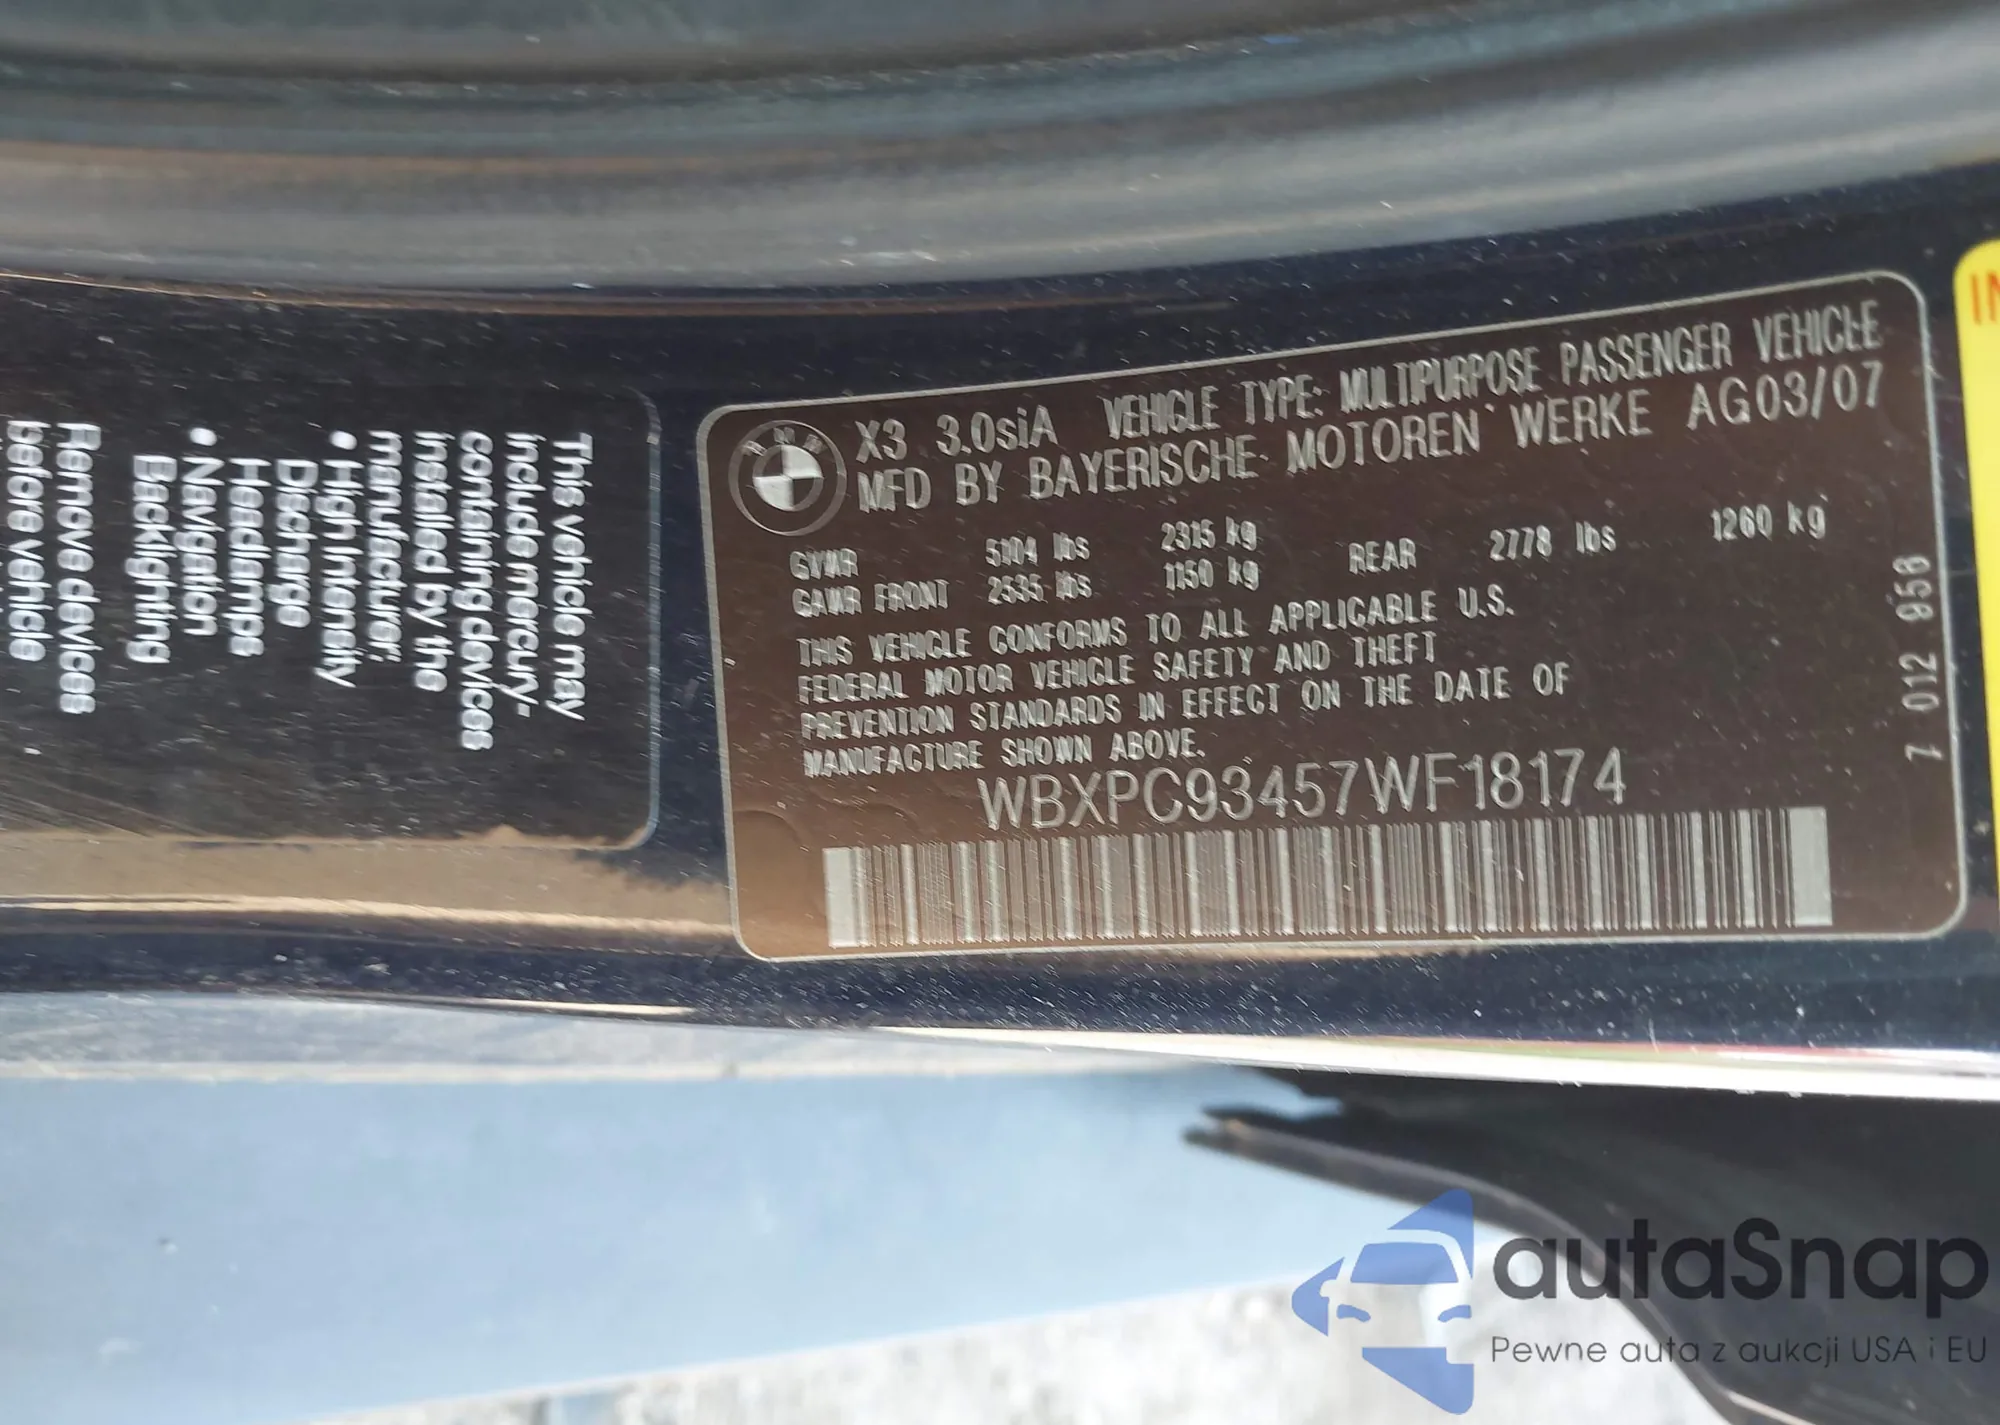 This vehicle may
include mercury-
containing devices
installed by the
manufacturer:
• High Intensity
Discharge
Headlamps
• Navigation
Backlighting
Remove devices
before vehicle
BMW
X3 3.0siA VEHICLE TYPE: MULTIPURPOSE PASSENGER VEHICLE
MFD BY BAYERISCHE MOTOREN WERKE AG 03/07
GVWR 5104 lbs 2315 kg
GAWR FRONT 2535 lbs 1150 kg REAR 2778 lbs 1260 kg
THIS VEHICLE CONFORMS TO ALL APPLICABLE U.S.
FEDERAL MOTOR VEHICLE SAFETY AND THEFT
PREVENTION STANDARDS IN EFFECT ON THE DATE OF
MANUFACTURE SHOWN ABOVE.
WBXPC93457WF18174
7 012 958
IN
autaSnap
Pewne auta z aukcji USA i EU